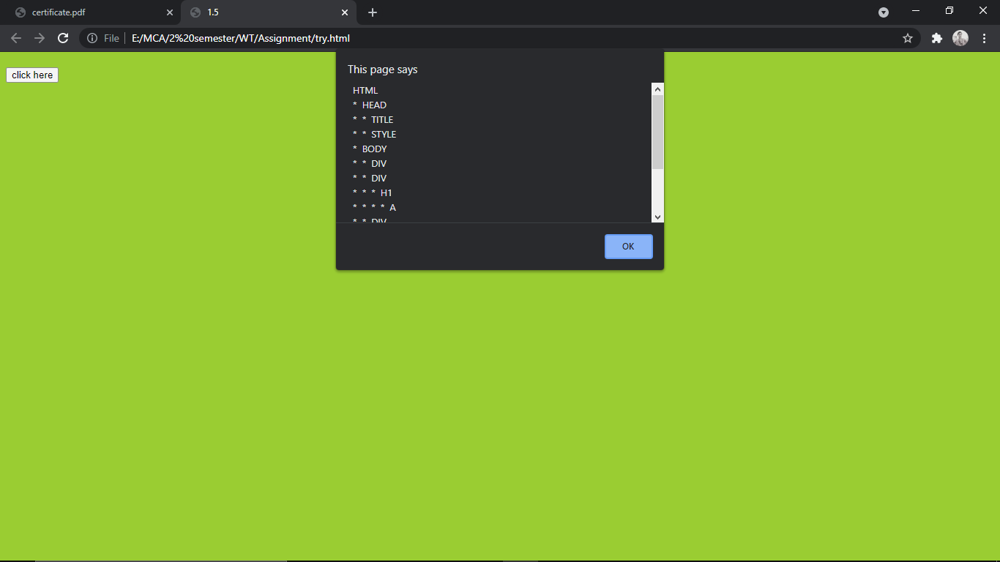 certificate.pdf
1.5
File
E:/MCA/2%20semester/WT/Assignment/try.html
click here
This page says
HTML
* HEAD
* * TITLE
* * STYLE
* BODY
* * DIV
* * DIV
* * * H1
* * * * A
* * DIV
OK